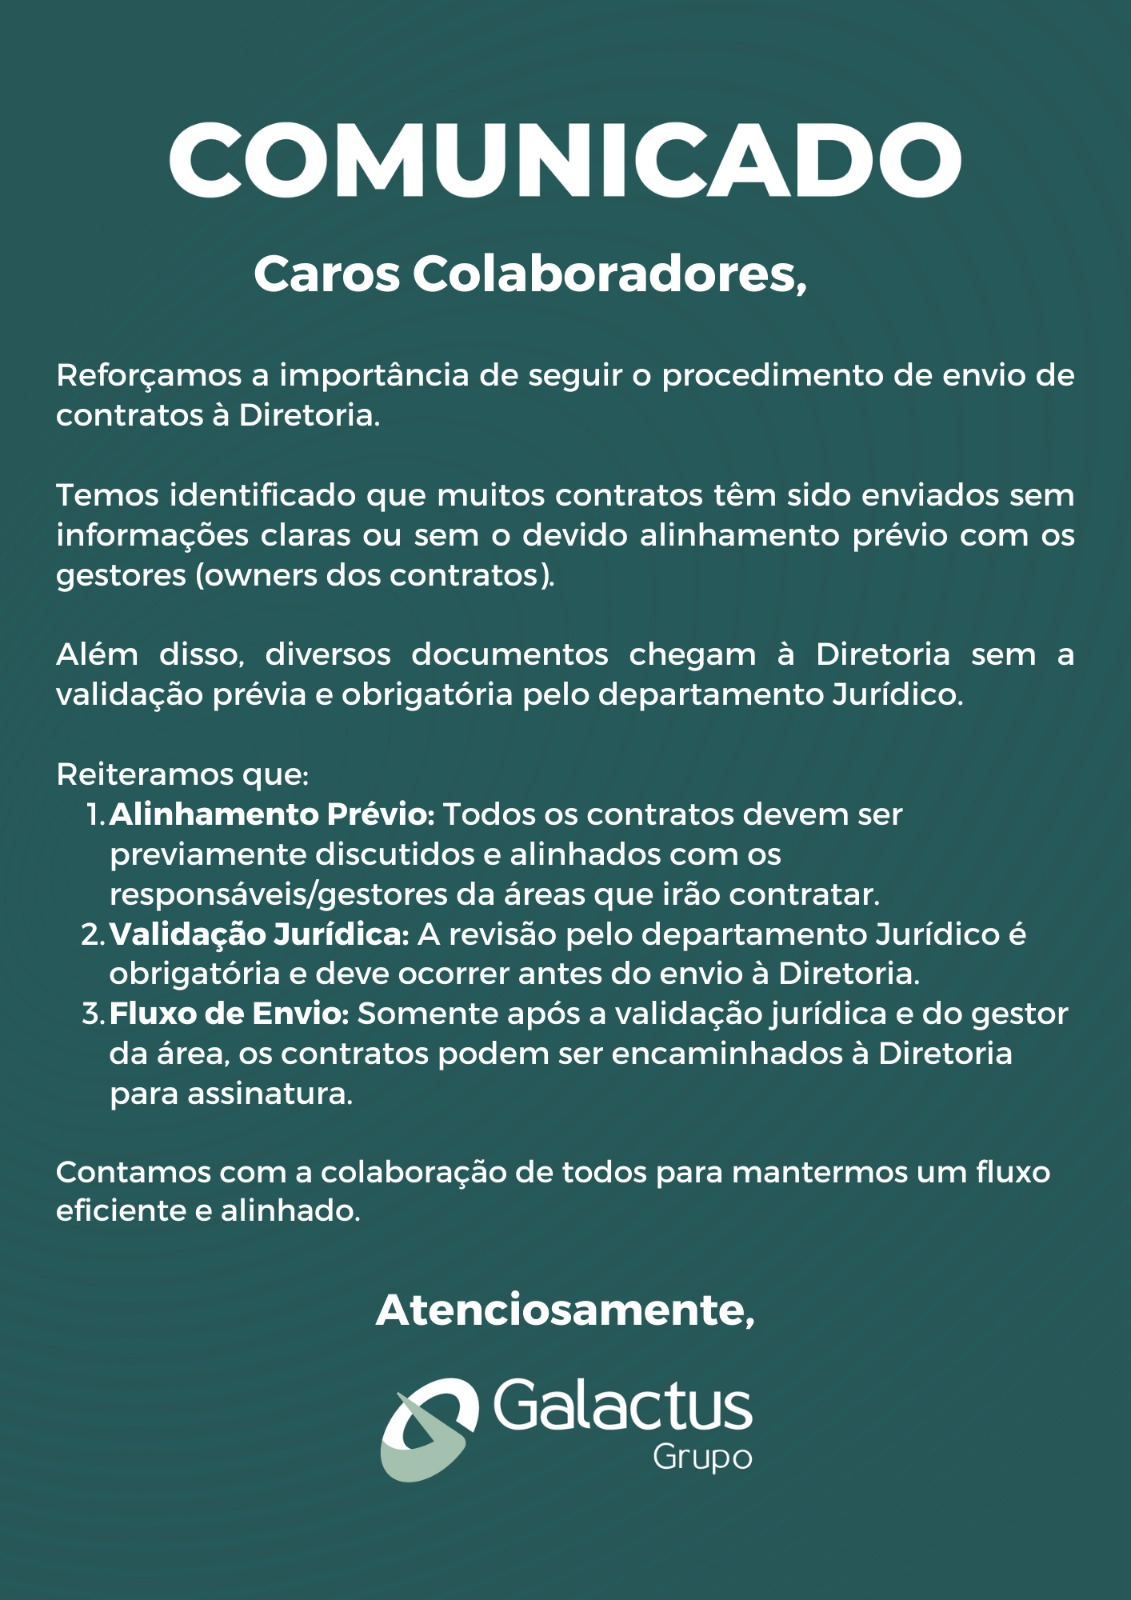 COMUNICADO
Caros Colaboradores,
Reforçamos a importância de seguir o procedimento de envio de
contratos à Diretoria.
Temos identificado que muitos contratos têm sido enviados sem
informações claras ou sem o devido alinhamento prévio com os
gestores (owners dos contratos).
Além disso, diversos documentos chegam à Diretoria sem a
validação prévia e obrigatória pelo departamento Jurídico.
Reiteramos que:
1. Alinhamento Prévio: Todos os contratos devem ser
previamente discutidos e alinhados com os
responsáveis/gestores da áreas que irão contratar.
2. Validação Jurídica: A revisão pelo departamento Jurídico é
obrigatória e deve ocorrer antes do envio à Diretoria.
3. Fluxo de Envio: Somente após a validação jurídica e do gestor
da área, os contratos podem ser encaminhados à Diretoria
para assinatura.
Contamos com a colaboração de todos para mantermos um fluxo
eficiente e alinhado.
Atenciosamente,
Galactus
Grupo